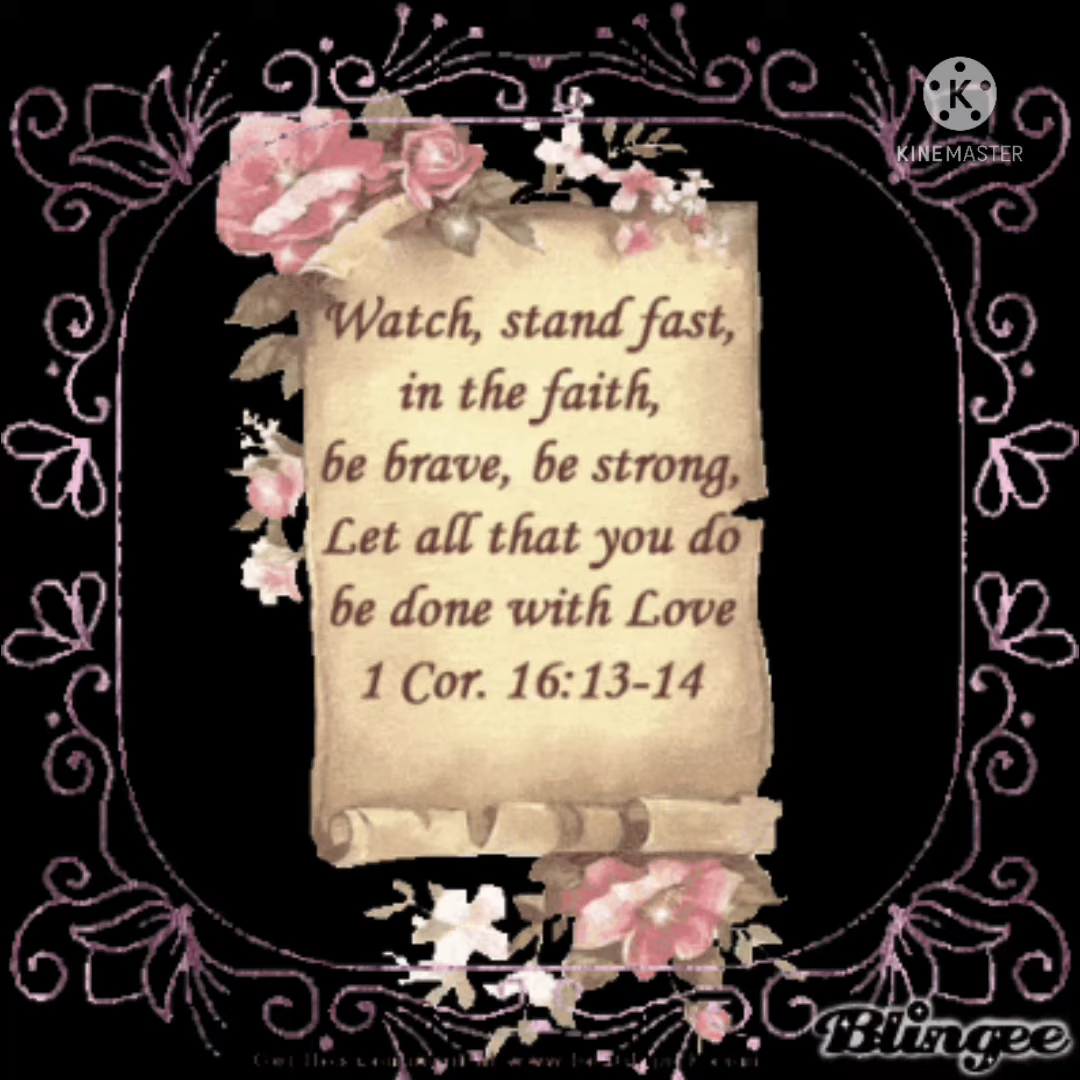 KINEMASTER
Watch, stand fast,
in the faith,
be brave, be strong,
Let all that you do
be done with Love
1 Cor. 16:13-14
Blingee